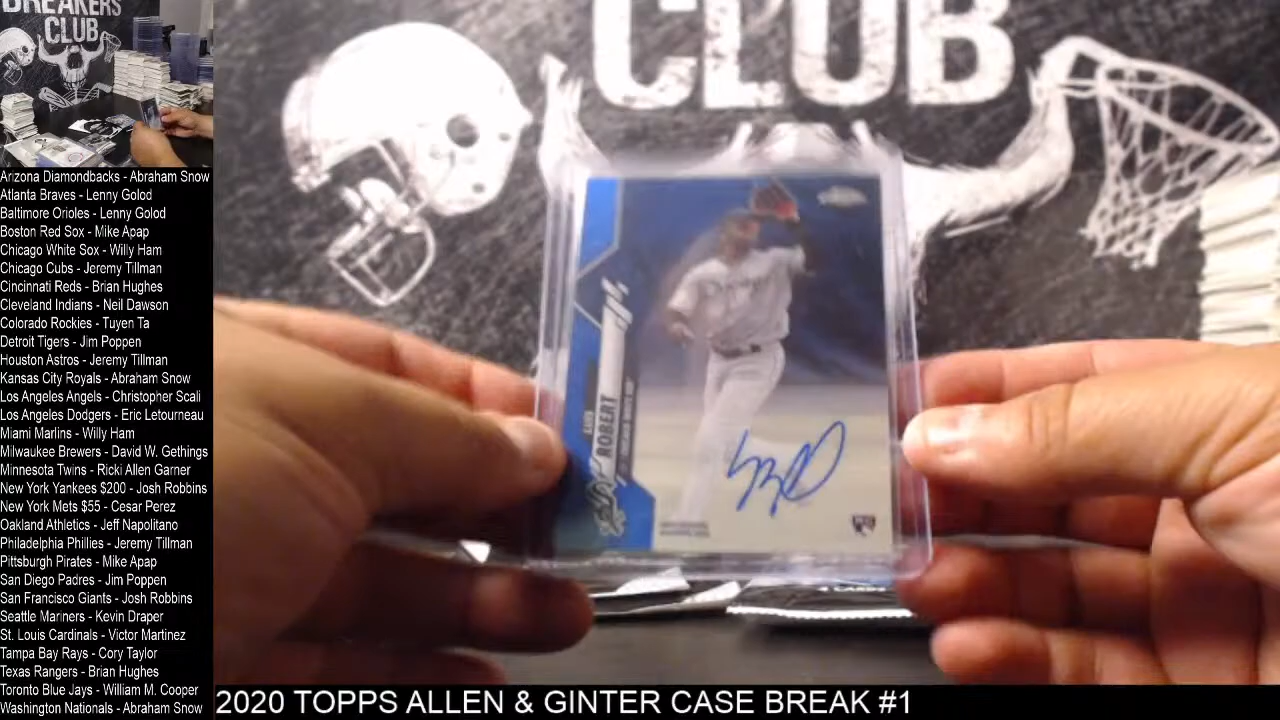 BREAKERS
CLUB
CLUB
Arizona Diamondbacks - Abraham Snow
Atlanta Braves - Lenny Golod
Baltimore Orioles - Lenny Golod
Boston Red Sox - Mike Apap
Chicago White Sox - Willy Ham
Chicago Cubs - Jeremy Tillman
Cincinnati Reds - Brian Hughes
Cleveland Indians - Neil Dawson
Colorado Rockies - Tuyen Ta
Detroit Tigers - Jim Poppen
Houston Astros - Jeremy Tillman
Kansas City Royals - Abraham Snow
Los Angeles Angels - Christopher Scali
Los Angeles Dodgers - Eric Letourneau
Miami Marlins - Willy Ham
Milwaukee Brewers - David W. Gethings
Minnesota Twins - Ricki Allen Garner
New York Yankees $200 - Josh Robbins
New York Mets $55 - Cesar Perez
Oakland Athletics - Jeff Napolitano
Philadelphia Phillies - Jeremy Tillman
Pittsburgh Pirates - Mike Apap
San Diego Padres - Jim Poppen
San Francisco Giants - Josh Robbins
Seattle Mariners - Kevin Draper
St. Louis Cardinals - Victor Martinez
Tampa Bay Rays - Cory Taylor
Texas Rangers - Brian Hughes
Toronto Blue Jays - William M. Cooper
Washington Nationals - Abraham Snow
LUIS
ROBERT
2020 TOPPS ALLEN & GINTER CASE BREAK #1